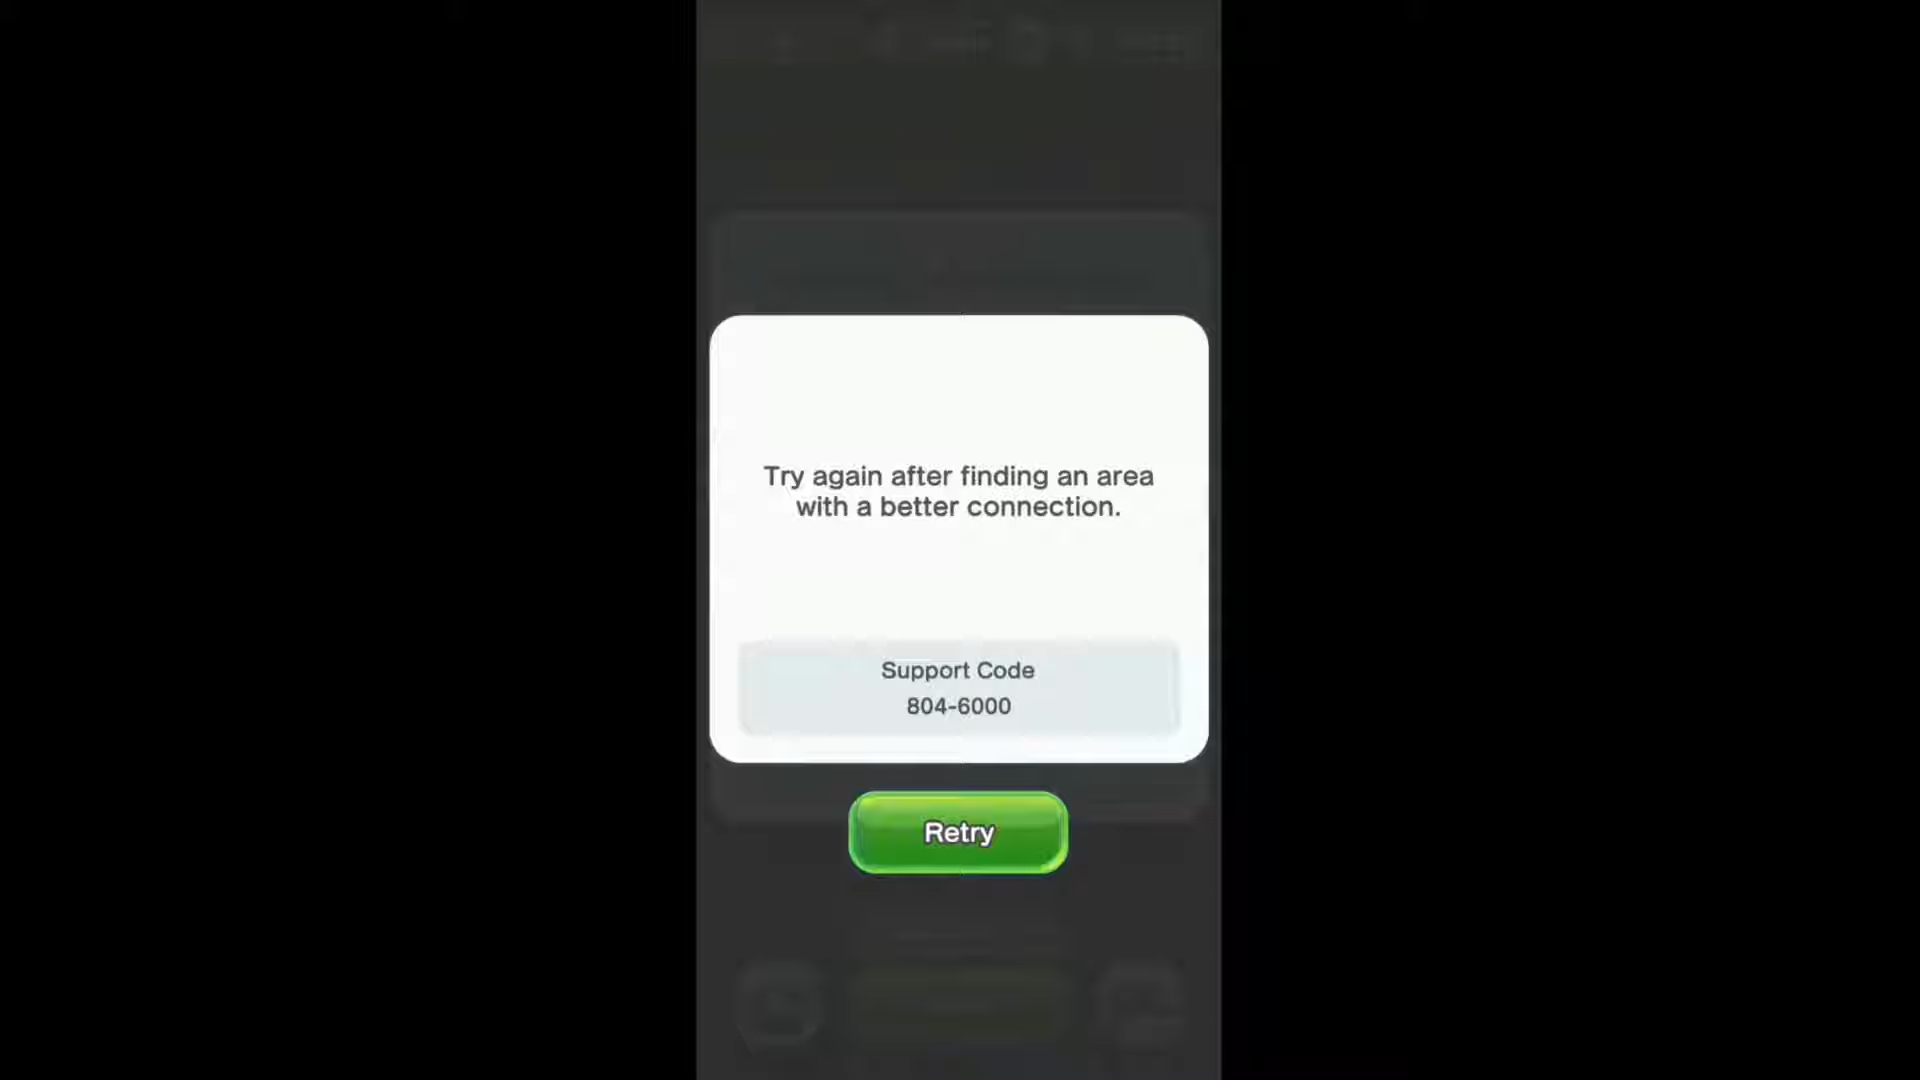 Try again after finding an area
with a better connection.
Support Code
804-6000
Retry